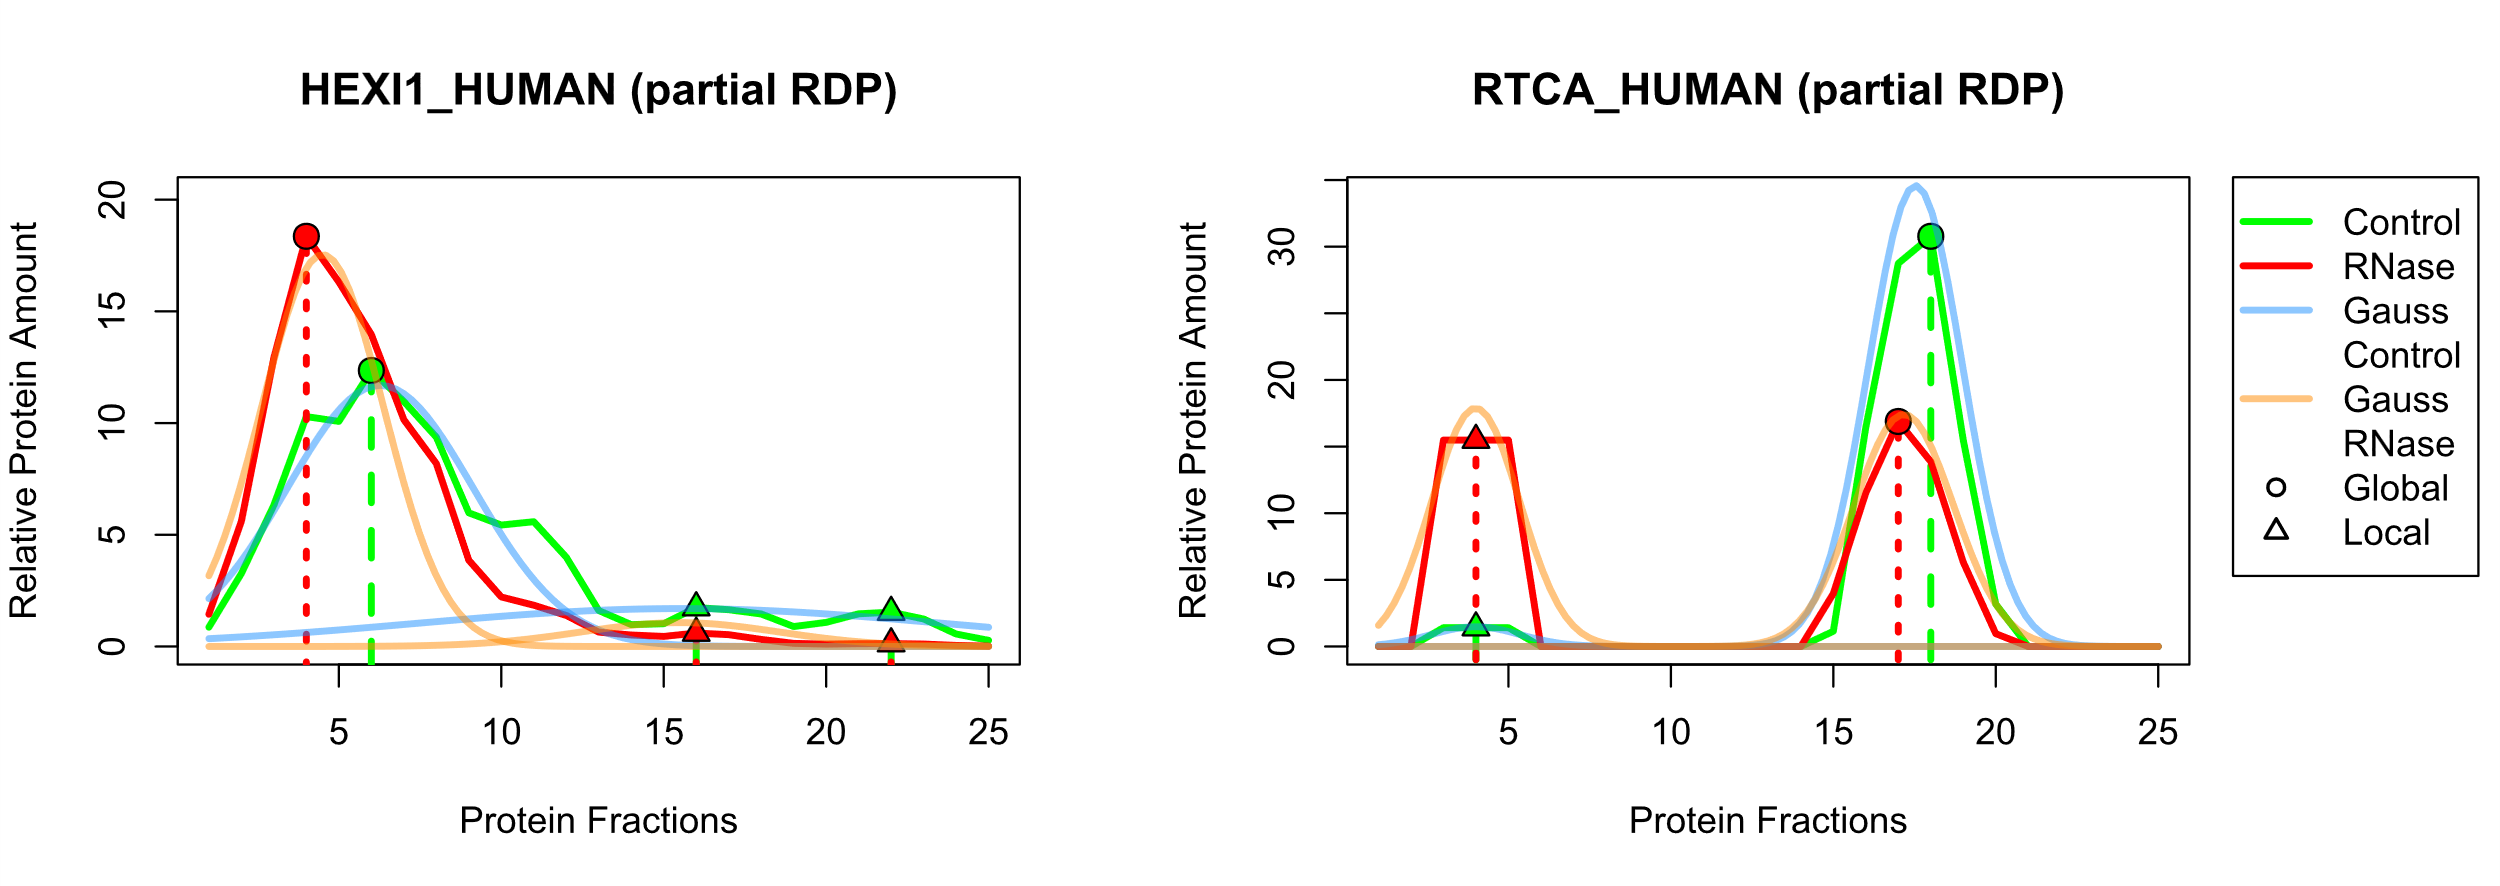 HEXI1_HUMAN (partial RDP)
Relative Protein Amount
0 5 10 15 20
5 10 15 20 25
Protein Fractions
RTCA_HUMAN (partial RDP)
Relative Protein Amount
0 5 10 20 30
5 10 15 20 25
Protein Fractions
Control
RNase
Gauss
Control
Gauss
RNase
Global
Local